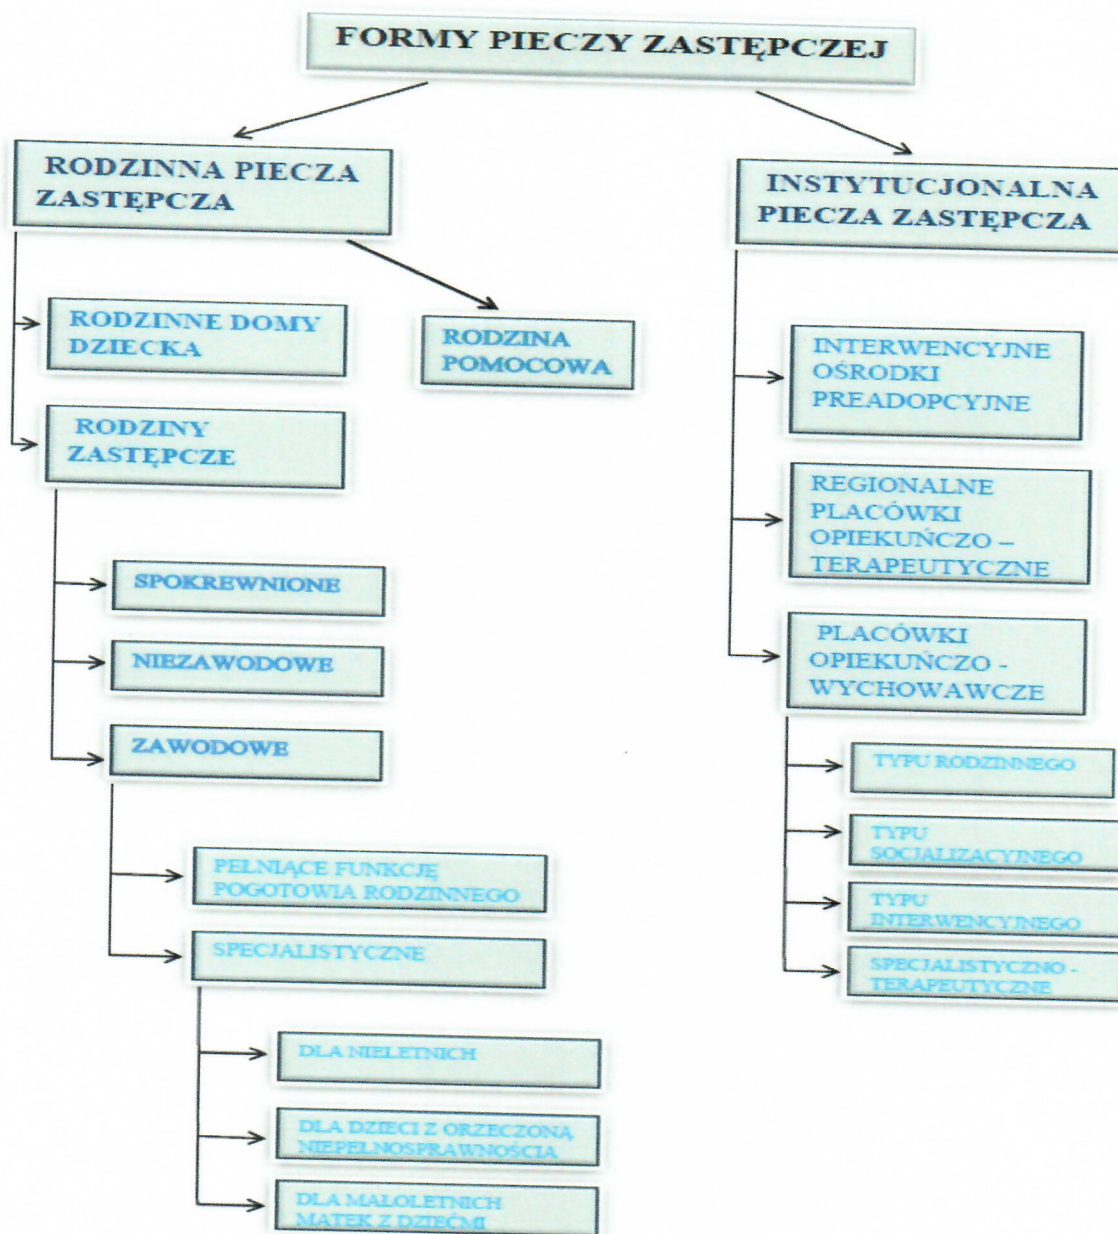 FORMY PIECZY ZASTĘPCZEJ
RODZINNA PIECZA
ZASTĘPCZA
RODZINNE DOMY
DZIECKA
RODZINA
POMOCOWA
RODZINY
ZASTĘPCZE
SPOKREWNIONE
NIEZAWODOWE
ZAWODOWE
PEŁNIĄCE FUNKCJĘ
POGOTOWIA RODZINNEGO
SPECJALISTYCZNE
DLA NIELETNICH
DLA DZIECI Z ORZECZONĄ
NIEPEŁNOSPRAWNOŚCIA
DLA MAŁOLETNICH
MATEK Z DZIEĆMI
INSTYTUCJONALNA
PIECZA ZASTĘPCZA
INTERWENCYJNE
OŚRODKI
PREADOPCYJNE
REGIONALNE
PLACÓWKI
OPIEKUŃCZO –
TERAPEUTYCZNE
PLACÓWKI
OPIEKUŃCZO -
WYCHOWAWCZE
TYPU RODZINNEGO
TYPU
SOCJALIZACYJNEGO
TYPU
INTERWENCYJNEGO
SPECJALISTYCZNO -
TERAPEUTYCZNE